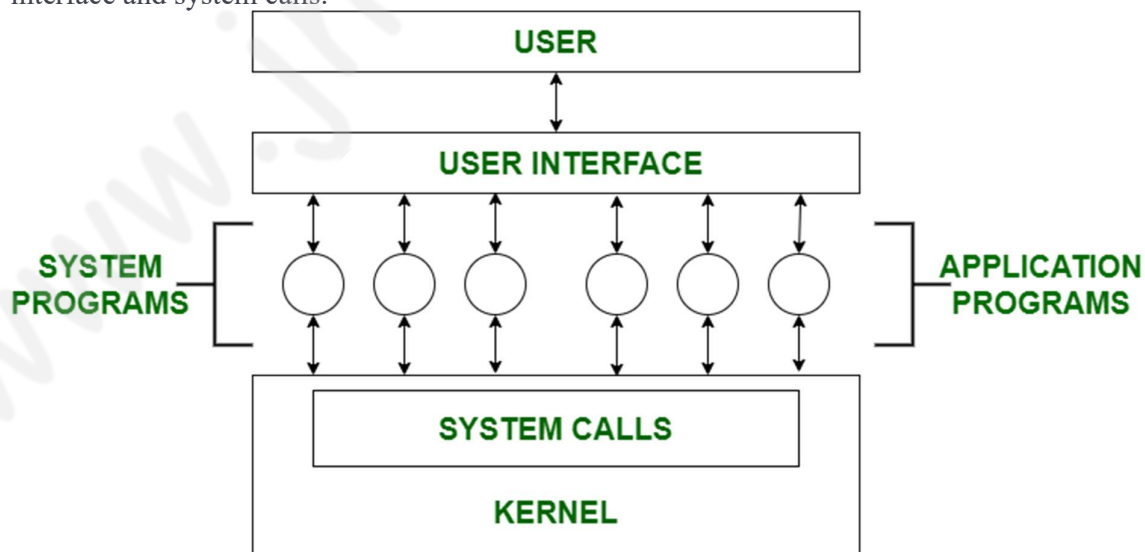 interface and system calls.
USER
USER INTERFACE
SYSTEM
PROGRAMS
APPLICATION
PROGRAMS
SYSTEM CALLS
KERNEL